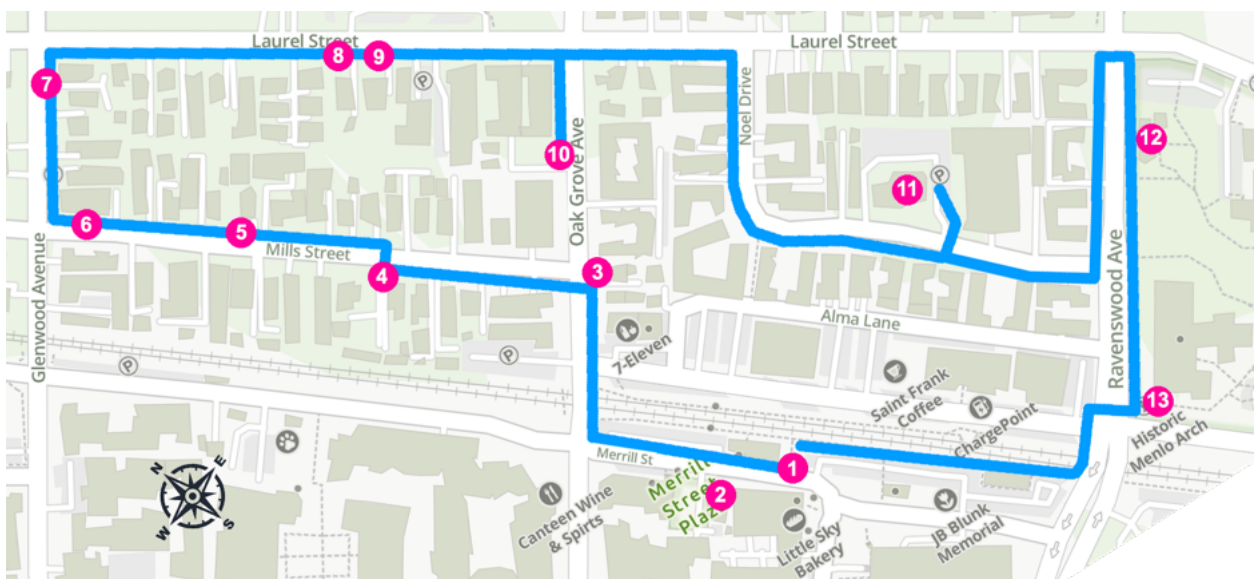 Laurel Street
Laurel Street
8
9
7
P
Noel Drive
10
Oak Grove Ave
12
P
11
6
5
Mills Street
4
3
Glenwood Avenue
Ravenswood Ave
Alma Lane
7-Eleven
P
P
Saint Frank
Coffee
ChargePoint
13
Historic
Menlo Arch
Merrill St
1
Merrill
Street
Plaz
2
Canteen Wine
& Spirts
Little Sky
Bakery
JB Blunk
Memorial
N
E
W
S